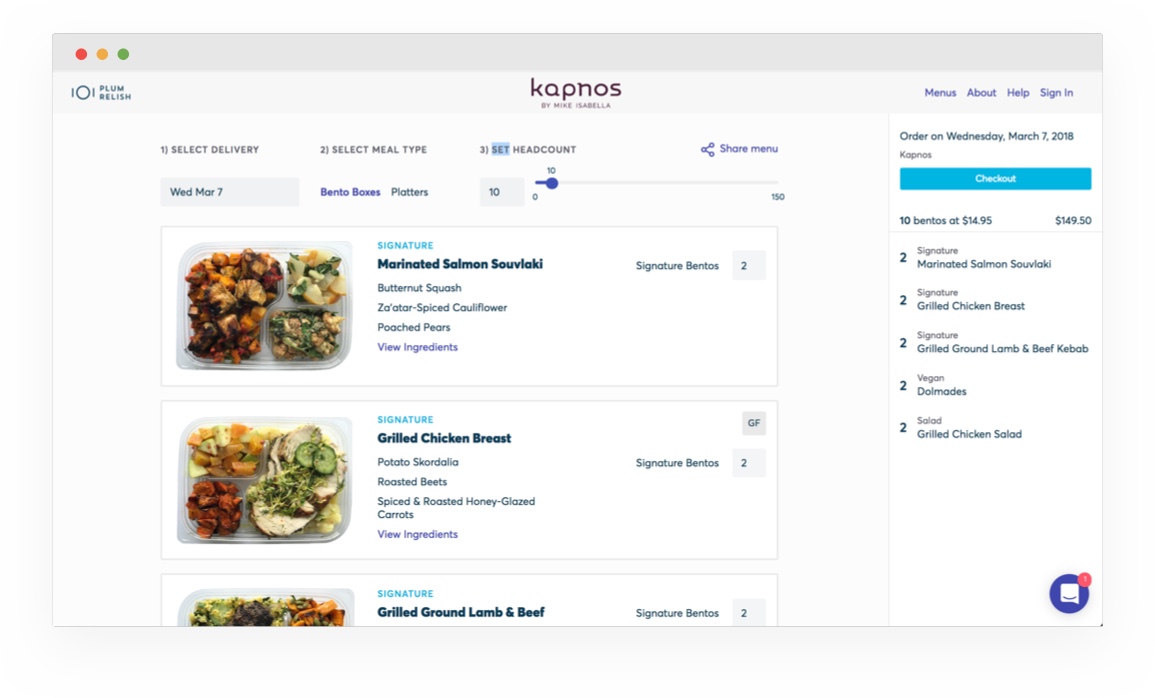 PLUM
RELISH
kapnos
BY MIKE ISABELLA
Menus About Help Sign In
1) SELECT DELIVERY
2) SELECT MEAL TYPE
3) SET HEADCOUNT
Share menu
Wed Mar 7
Bento Boxes Platters
10
10
0
150
SIGNATURE
Marinated Salmon Souvlaki
Butternut Squash
Za'atar-Spiced Cauliflower
Poached Pears
View Ingredients
Signature Bentos 2
SIGNATURE
Grilled Chicken Breast
Potato Skordalia
Roasted Beets
Spiced & Roasted Honey-Glazed
Carrots
View Ingredients
GF
Signature Bentos 2
SIGNATURE
Grilled Ground Lamb & Beef
Signature Bentos 2
Order on Wednesday, March 7, 2018
Kapnos
Checkout
10 bentos at $14.95 $149.50
2 Signature
Marinated Salmon Souvlaki
2 Signature
Grilled Chicken Breast
2 Signature
Grilled Ground Lamb & Beef Kebab
2 Vegan
Dolmades
2 Salad
Grilled Chicken Salad
1